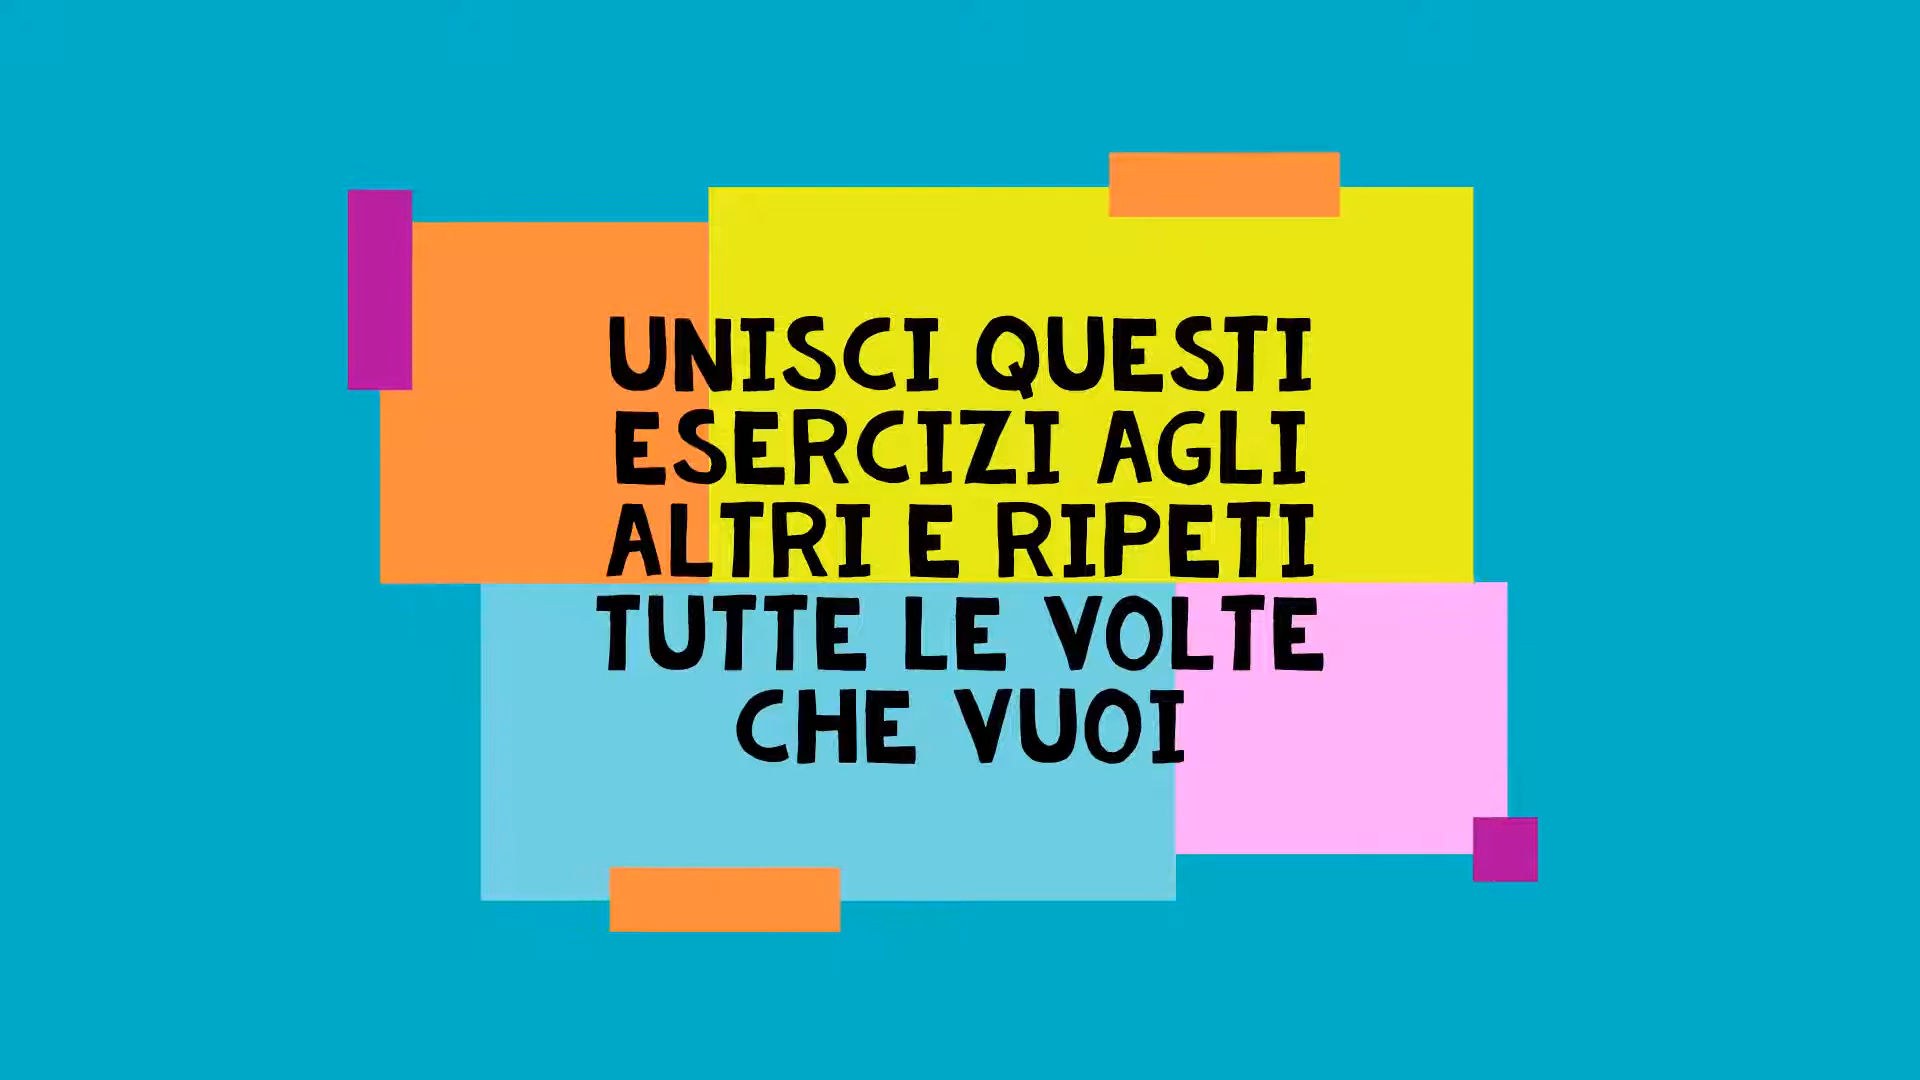 UNISCI QUESTI
ESERCIZI AGLI
ALTRI E RIPETI
TUTTE LE VOLTE
CHE VUOI